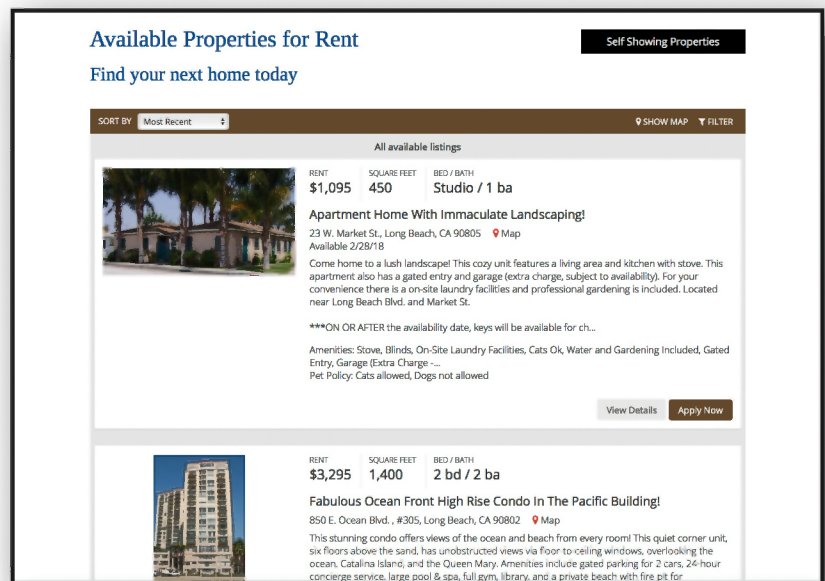 Available Properties for Rent
Self Showing Properties
Find your next home today
SORT BY Most Recent
SHOW MAP FILTER
All available listings
RENT SQUARE FEET BED / BATH
$1,095 450 Studio / 1 ba
Apartment Home With Immaculate Landscaping!
23 W. Market St., Long Beach, CA 90805 Map
Available 2/28/18
Come home to a lush landscape! This cozy unit features a living area and kitchen with stove. This
apartment also has a gated entry and garage (extra charge, subject to availability). For your
convenience there is a on-site laundry facilities and professional gardening is included. Located
near Long Beach Blvd. and Market St.
***ON OR AFTER the availability date, keys will be available for ch...
Amenities: Stove, Blinds, On-Site Laundry Facilities, Cats Ok, Water and Gardening Included, Gated
Entry, Garage (Extra Charge -...
Pet Policy: Cats allowed, Dogs not allowed
View Details Apply Now
RENT SQUARE FEET BED / BATH
$3,295 1,400 2 bd / 2 ba
Fabulous Ocean Front High Rise Condo In The Pacific Building!
850 E. Ocean Blvd. , #305, Long Beach, CA 90802 Map
This stunning condo offers views of the ocean and beach from every room! This quiet corner unit,
six floors above the sand, has unobstructed views via floor-to-ceiling windows, overlooking the
ocean, Catalina Island, and the Queen Mary. Amenities include gated parking for 2 cars, 24-hour
concierge service, large pool & spa, full gym, library, and a private beach with fire pit for